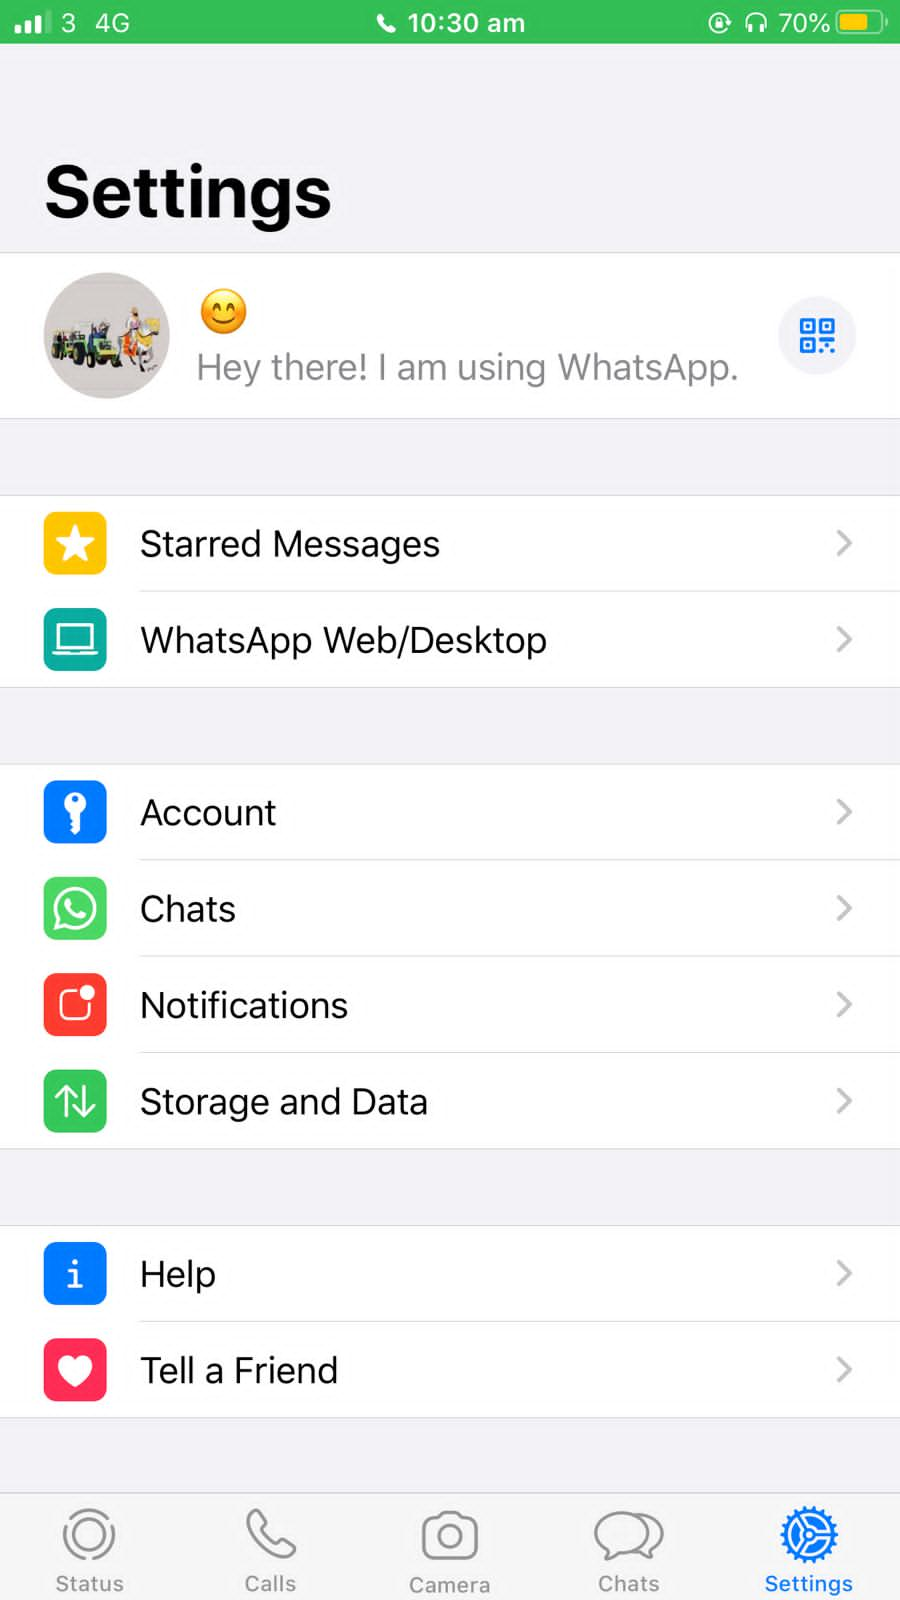 3 4G 10:30 am 70%
Settings
😊
Hey there! I am using WhatsApp.
Starred Messages
WhatsApp Web/Desktop
Account
Chats
Notifications
Storage and Data
Help
Tell a Friend
Status Calls Camera Chats Settings